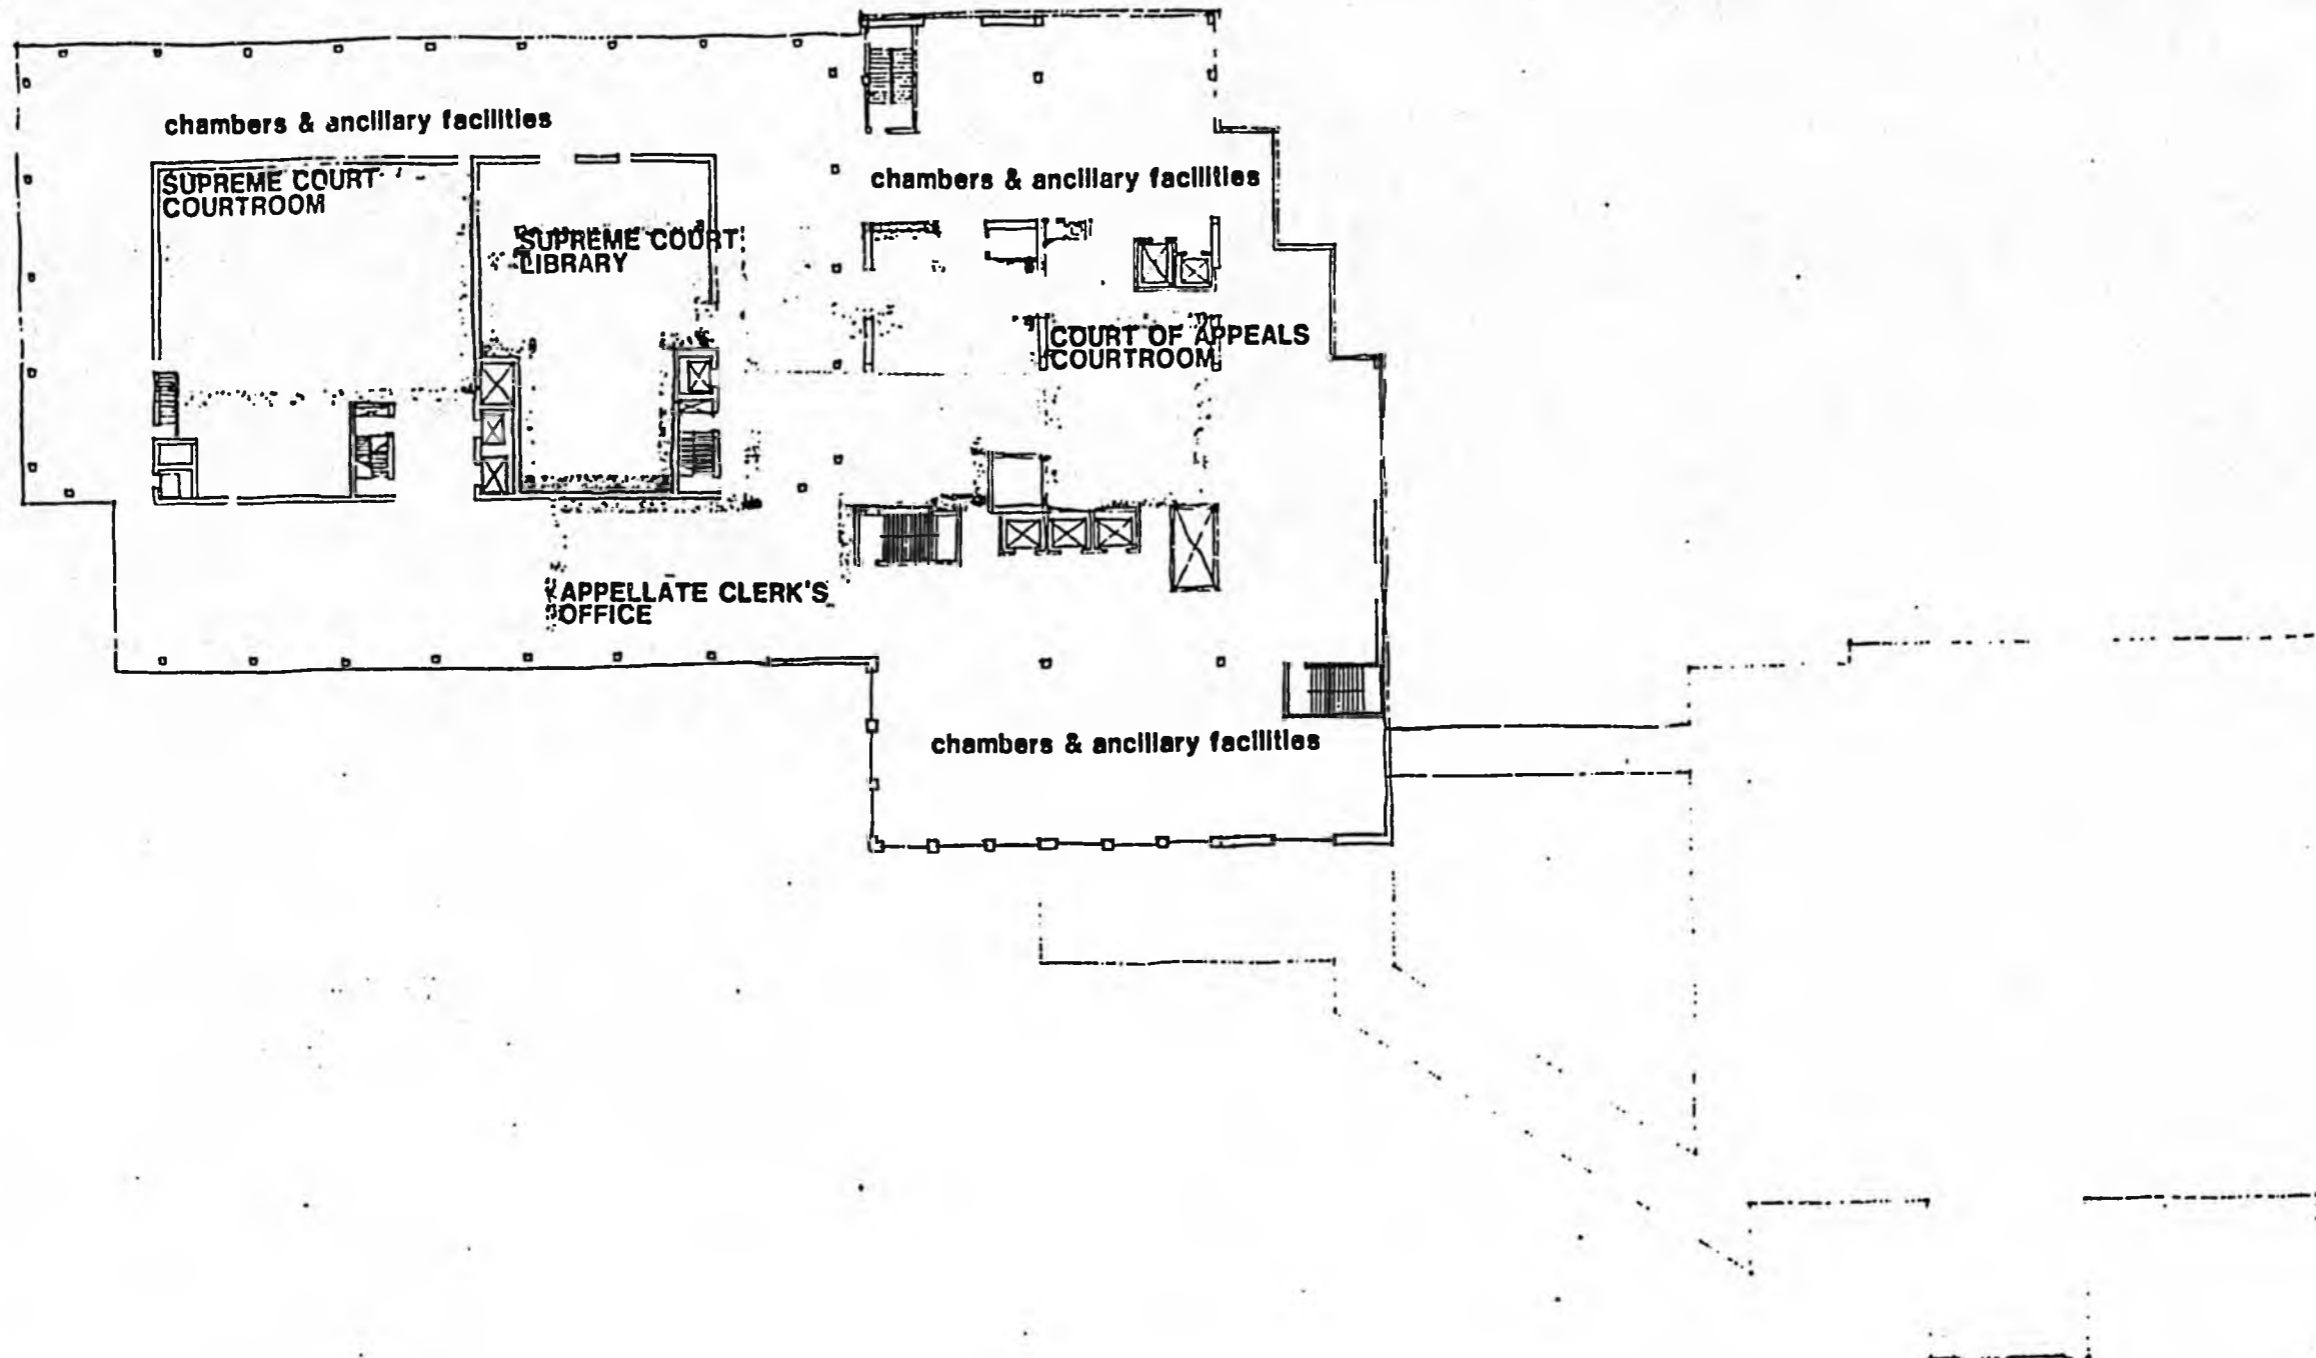 chambers & ancillary facilities
SUPREME COURT
COURTROOM
chambers & ancillary facilities
SUPREME COURT
LIBRARY
COURT OF APPEALS
COURTROOM
APPELLATE CLERK'S
OFFICE
chambers & ancillary facilities